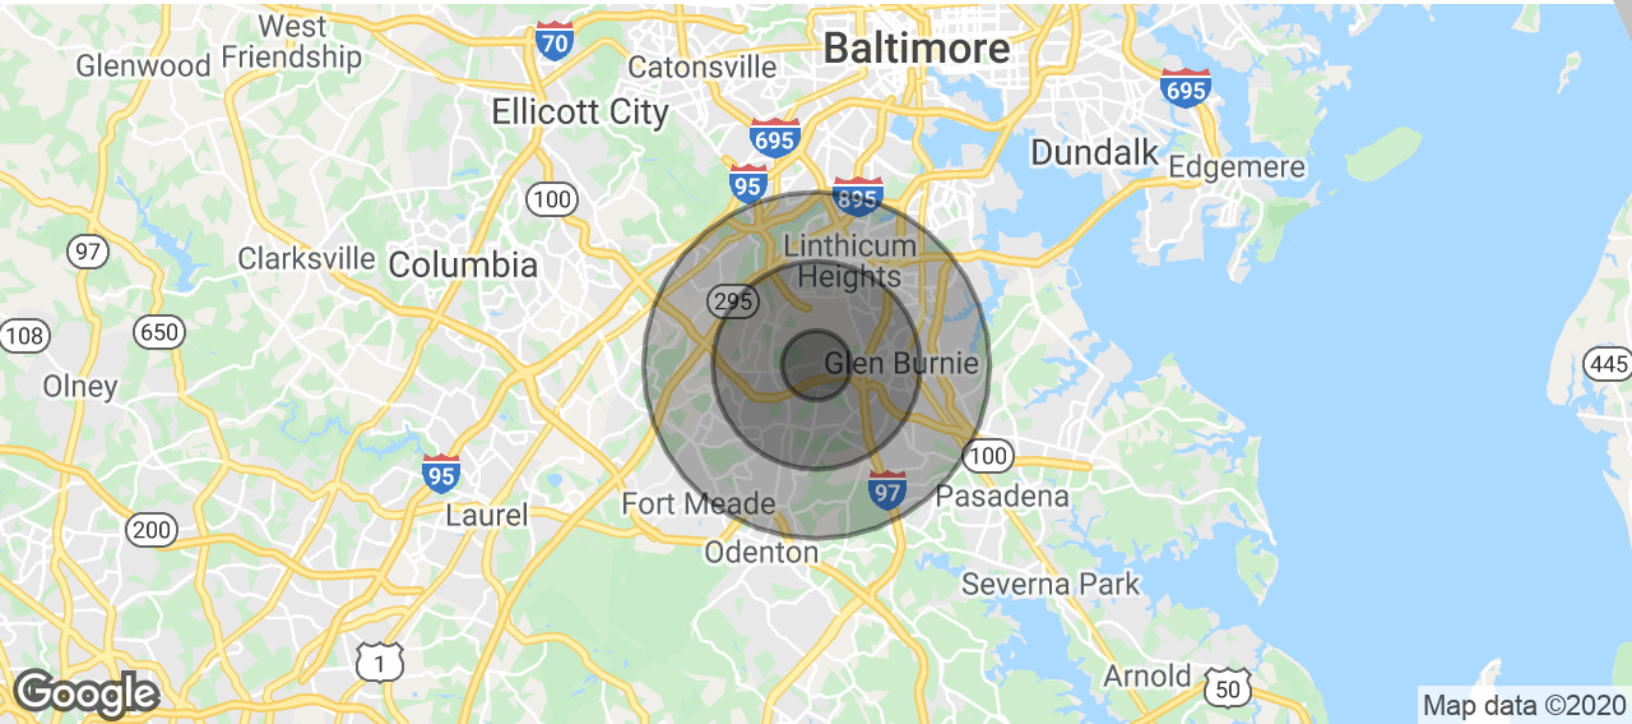 West
Friendship
Glenwood
70
Catonsville
Baltimore
695
Ellicott City
695
Dundalk
Edgemere
95
895
100
97
Clarksville
Columbia
Linthicum
Heights
295
108
650
Olney
Glen Burnie
445
95
100
97
Pasadena
Fort Meade
Laurel
200
Odenton
Severna Park
1
Arnold
50
Google
Map data ©2020